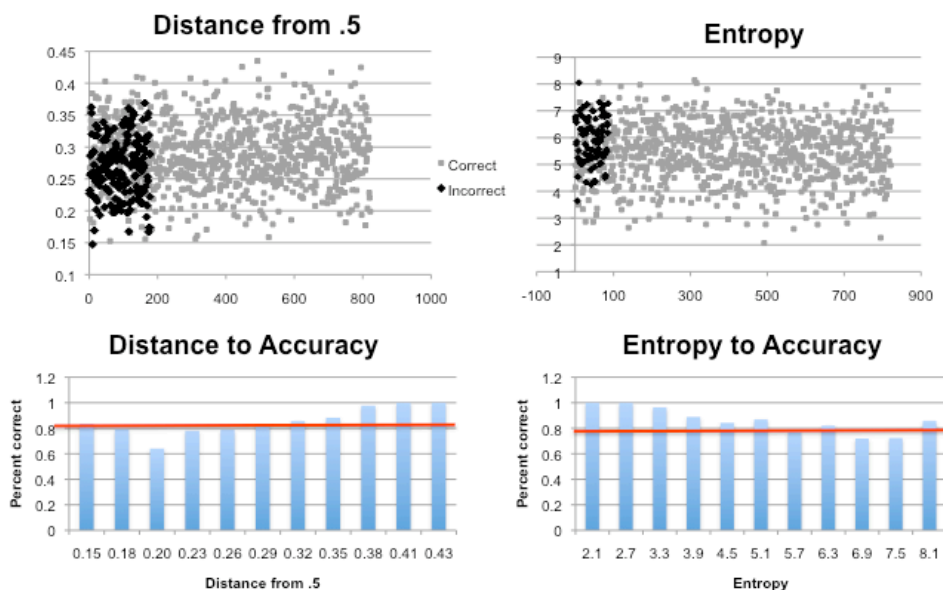 Distance from .5
0.45
0.4
0.35
0.3
0.25
0.2
0.15
0.1
0 200 400 600 800 1000
Correct
Incorrect
Entropy
9
8
7
6
5
4
3
2
1
-100 100 300 500 700 900
Distance to Accuracy
Percent correct
1.2
1
0.8
0.6
0.4
0.2
0
0.15 0.18 0.20 0.23 0.26 0.29 0.32 0.35 0.38 0.41 0.43
Distance from .5
Entropy to Accuracy
Percent correct
1.2
1
0.8
0.6
0.4
0.2
0
2.1 2.7 3.3 3.9 4.5 5.1 5.7 6.3 6.9 7.5 8.1
Entropy